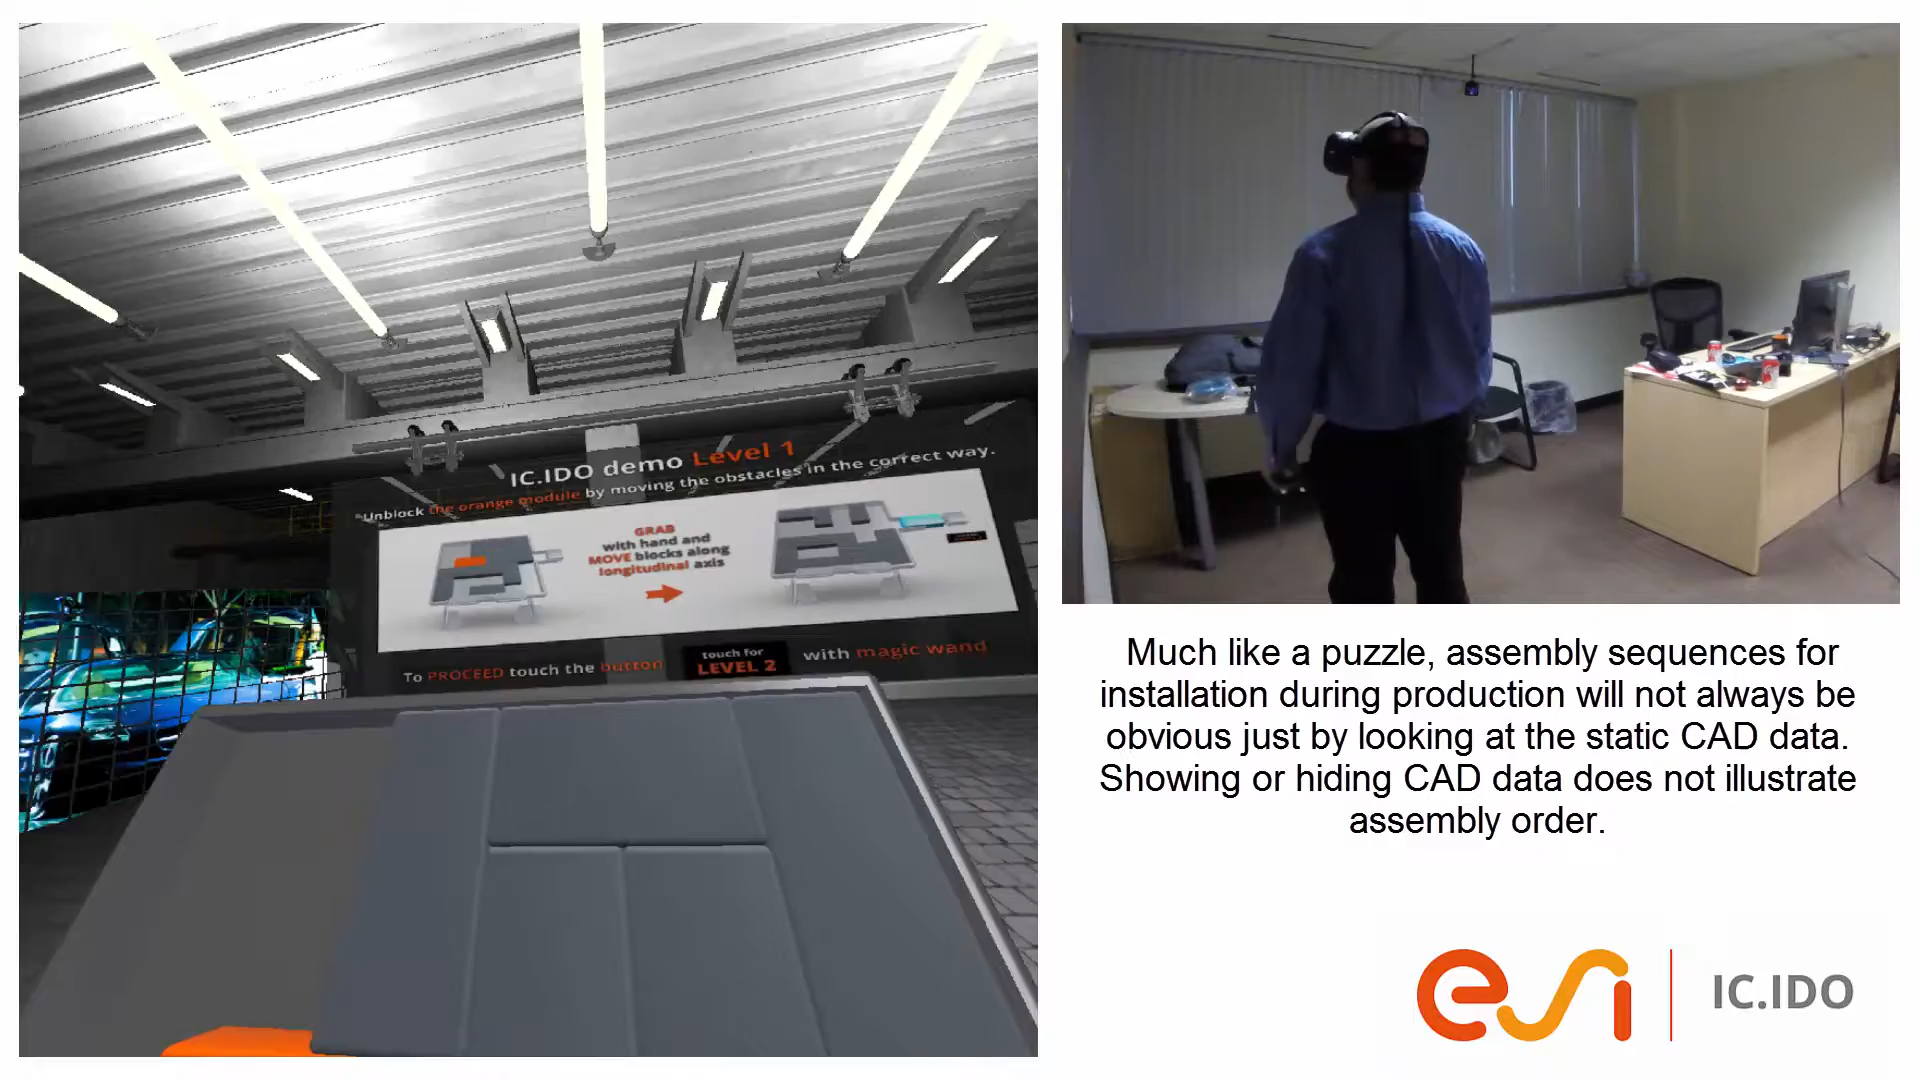 IC.IDO demo Level 1
Unblock the orange module by moving the obstacles in the correct way.
GRAB
with hand and
MOVE blocks along
longitudinal axis
To PROCEED touch the button
touch for
LEVEL 2
with magic wand
Much like a puzzle, assembly sequences for
installation during production will not always be
obvious just by looking at the static CAD data.
Showing or hiding CAD data does not illustrate
assembly order.
esi
IC.IDO